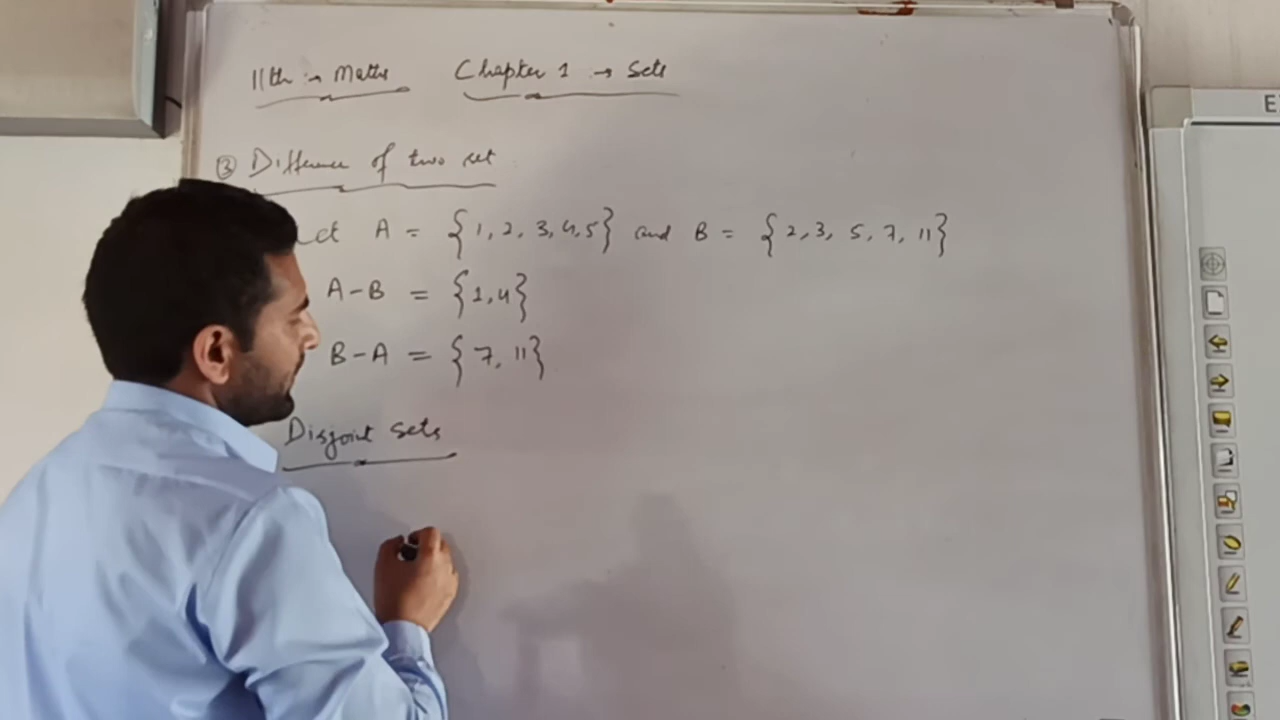 11th :→ Maths Chapter 1 → Sets
③ Difference of two set
Let A = {1, 2, 3, 4, 5} and B = {2, 3, 5, 7, 11}
A-B = {1, 4}
B-A = {7, 11}
Disjoint sets